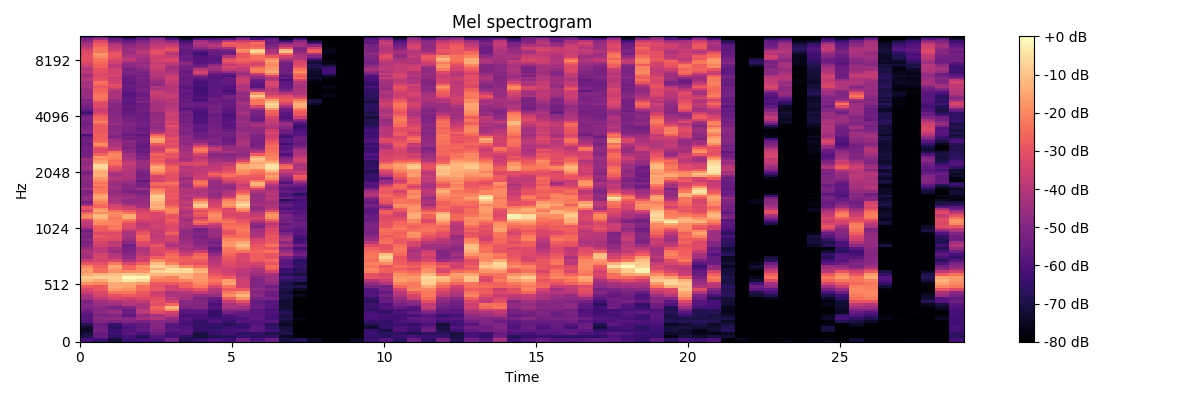 Mel spectrogram
8192
4096
2048
1024
512
0
Hz
0 5 10 15 20 25
Time
+0 dB
-10 dB
-20 dB
-30 dB
-40 dB
-50 dB
-60 dB
-70 dB
-80 dB